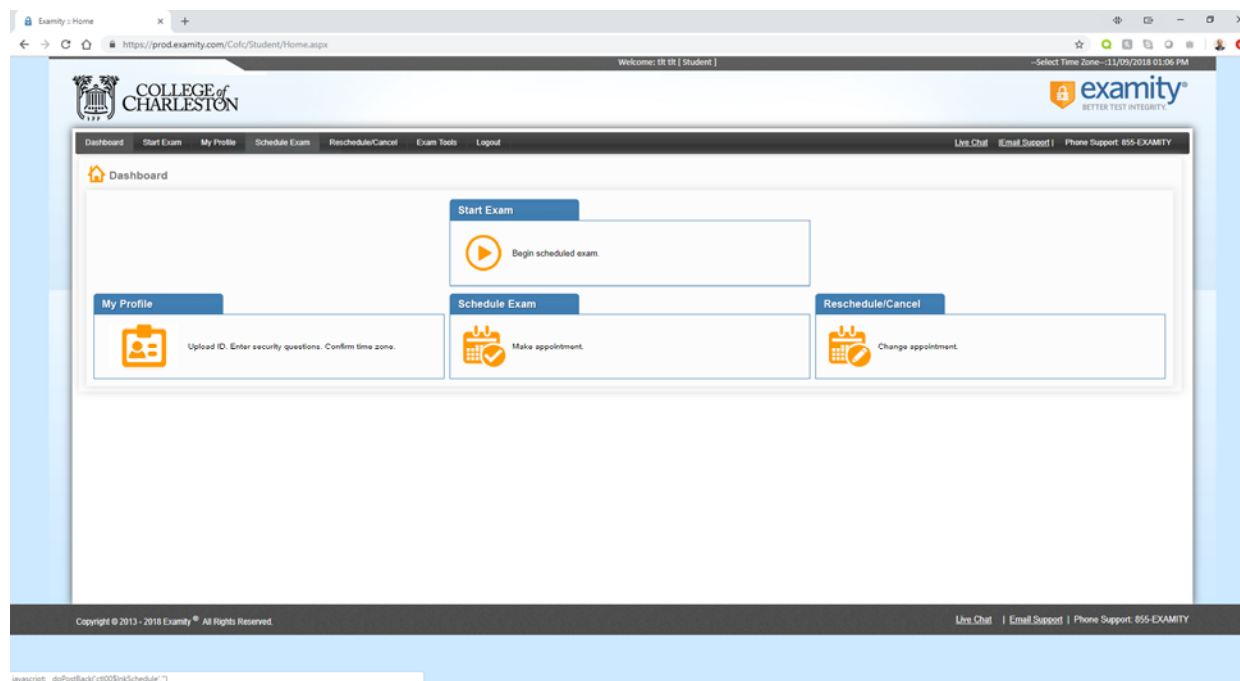 Examity :: Home
https://prod.examity.com/Cofc/Student/Home.aspx
Welcome: tlt tlt [ Student ]
--Select Time Zone--:11/09/2018 01:06 PM
COLLEGE of
CHARLESTON
examity®
BETTER TEST INTEGRITY.
Dashboard Start Exam My Profile Schedule Exam Reschedule/Cancel Exam Tools Logout
Live Chat |Email Support | Phone Support: 855-EXAMITY
Dashboard
Start Exam
Begin scheduled exam.
My Profile
Upload ID. Enter security questions. Confirm time zone.
Schedule Exam
Make appointment.
Reschedule/Cancel
Change appointment.
Copyright © 2013 - 2018 Examity ® All Rights Reserved.
Live Chat | Email Support | Phone Support: 855-EXAMITY
javascript:__doPostBack('ctl00$lnkSchedule','')